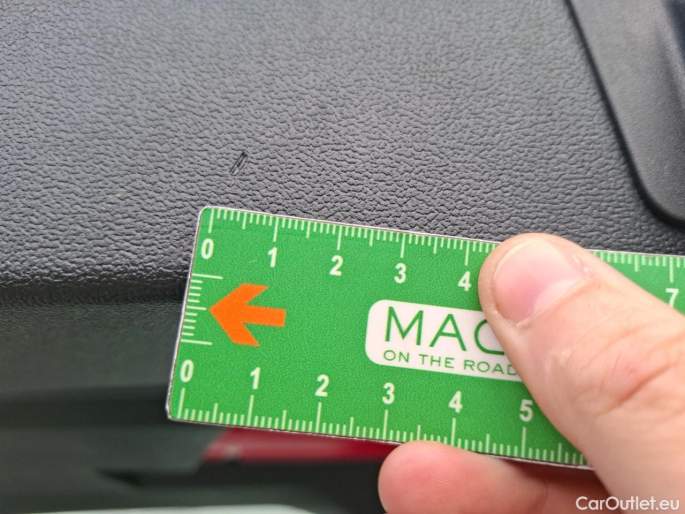 0 1 2 3 4 7
MAC
ON THE ROAD
0 1 2 3 4 5
CarOutlet.eu